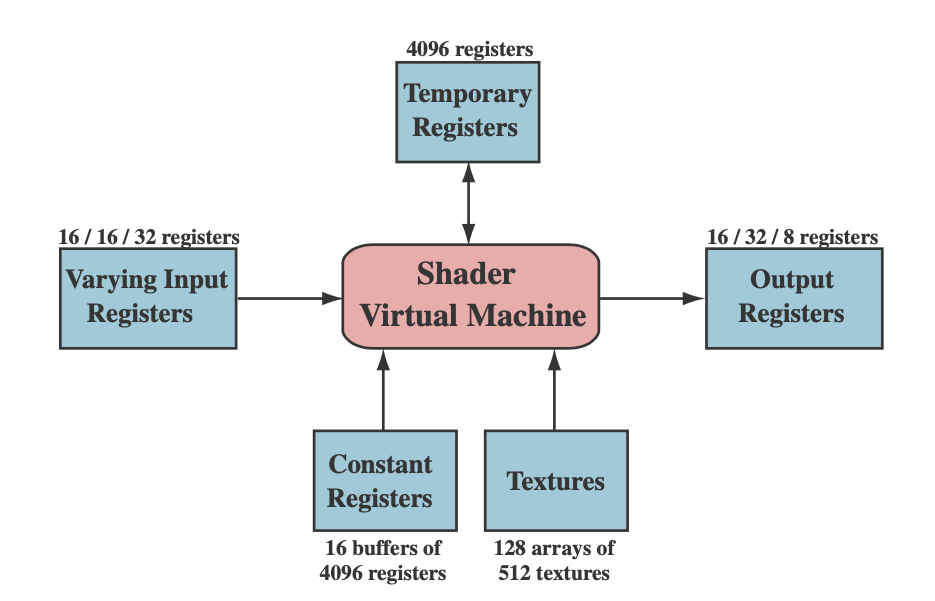 4096 registers
Temporary
Registers
16 / 16 / 32 registers
Varying Input
Registers
Shader
Virtual Machine
16 / 32 / 8 registers
Output
Registers
Constant
Registers
16 buffers of
4096 registers
Textures
128 arrays of
512 textures